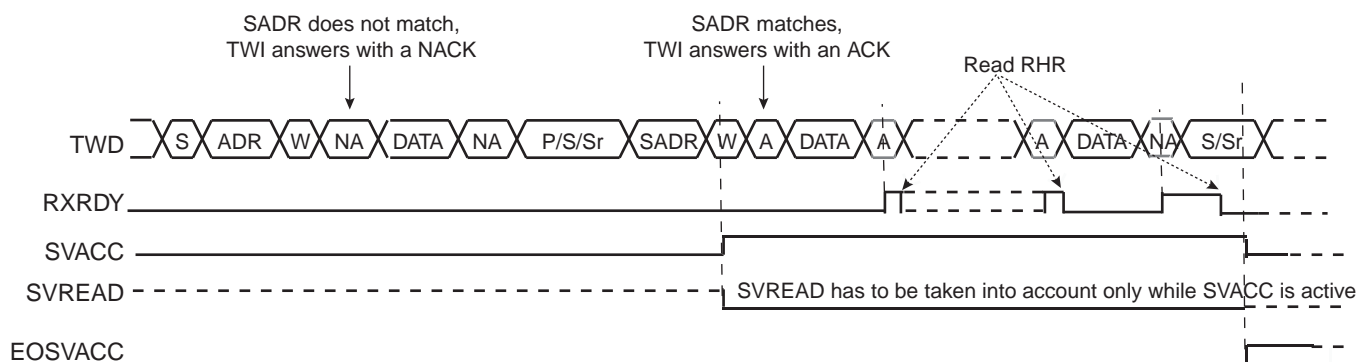 SADR does not match,
TWI answers with a NACK
SADR matches,
TWI answers with an ACK
Read RHR
TWD S ADR W NA DATA NA P/S/Sr SADR W A DATA A A DATA NA S/Sr
RXRDY
SVACC
SVREAD SVREAD has to be taken into account only while SVACC is active
EOSVACC